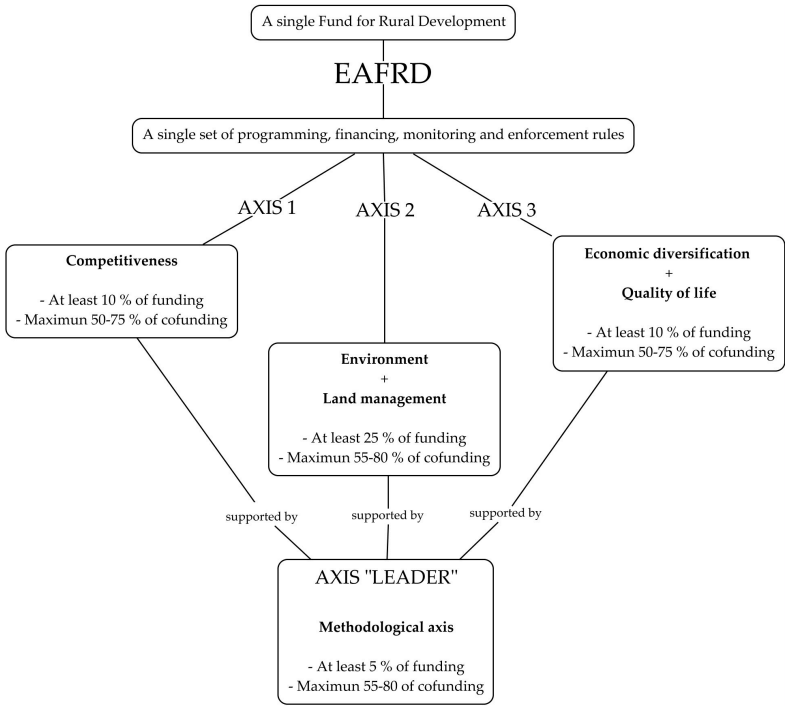 A single Fund for Rural Development
EAFRD
A single set of programming, financing, monitoring and enforcement rules
AXIS 1
AXIS 2
AXIS 3
Competitiveness
- At least 10 % of funding
- Maximun 50-75 % of cofunding
Environment
+
Land management
- At least 25 % of funding
- Maximun 55-80 % of cofunding
Economic diversification
+
Quality of life
- At least 10 % of funding
- Maximun 50-75 % of cofunding
supported by
supported by
supported by
AXIS "LEADER"
Methodological axis
- At least 5 % of funding
- Maximun 55-80 of cofunding